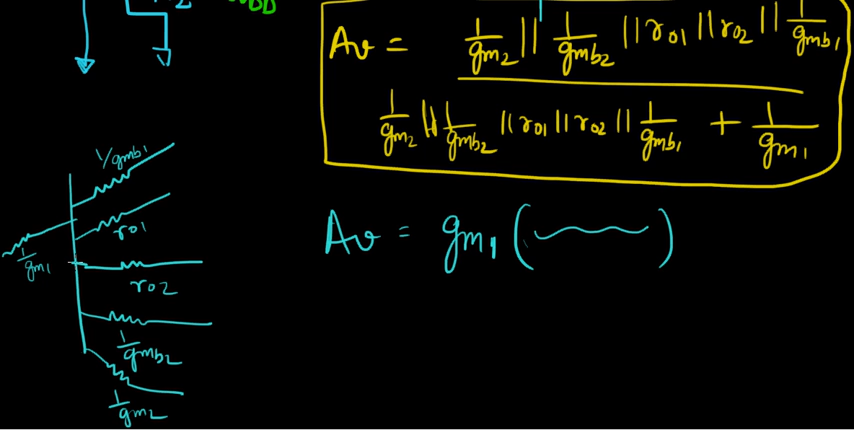 DD
Av = 1/gm2 || 1/gmb2 || ro1 || ro2 || 1/gmb1
1/gm2 || 1/gmb2 || ro1 || ro2 || 1/gmb1 + 1/gm1
1/gmb1
ro1
1/gm1
ro2
1/gmb2
1/gm2
Av = gm1 ( )